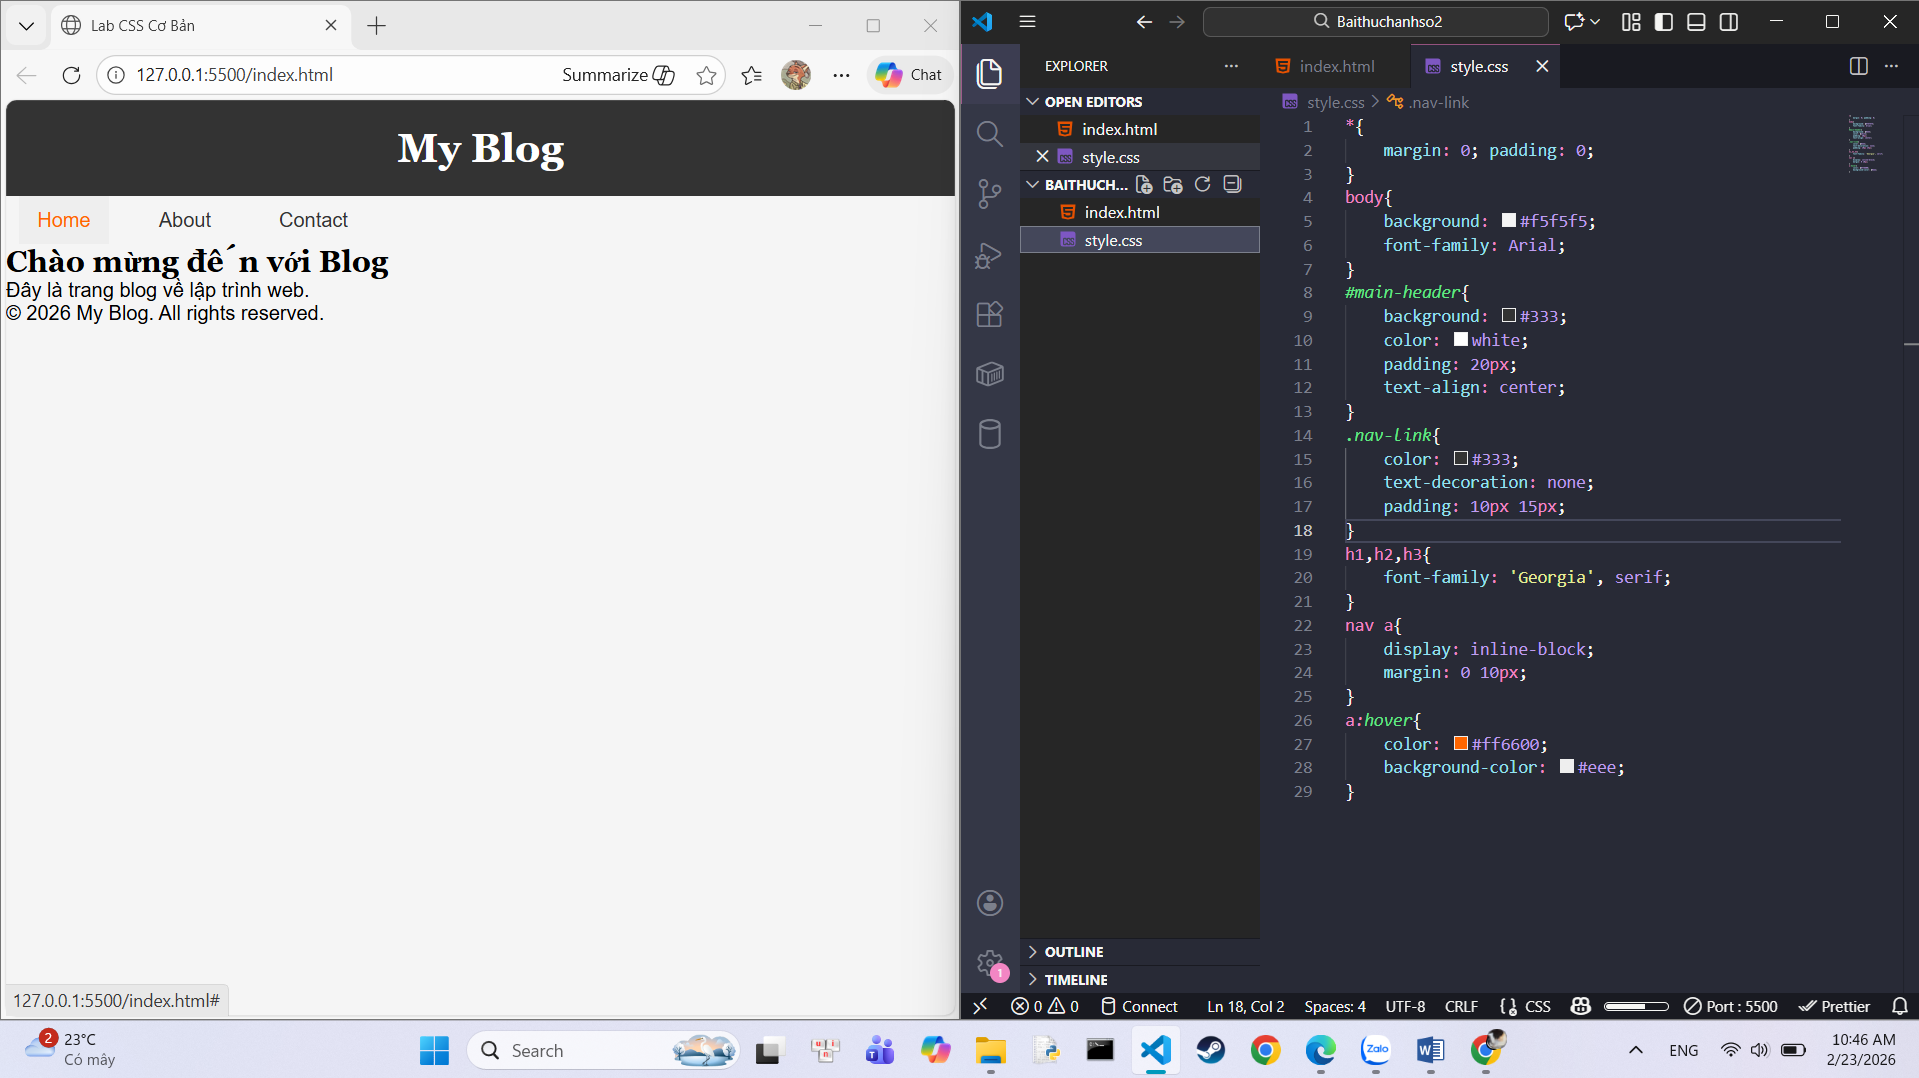 Lab CSS Cơ Bản
127.0.0.1:5500/index.html
Summarize
Chat
My Blog
Home About Contact
Chào mừng đến với Blog
Đây là trang blog về lập trình web.
© 2026 My Blog. All rights reserved.
127.0.0.1:5500/index.html#
Baithuchanhso2
EXPLORER
OPEN EDITORS
index.html
style.css
BAITHUCH...
index.html
style.css
1
OUTLINE
TIMELINE
index.html
style.css
style.css > .nav-link
1 *{
2 margin: 0; padding: 0;
3 }
4 body{
5 background: #f5f5f5;
6 font-family: Arial;
7 }
8 #main-header{
9 background: #333;
10 color: white;
11 padding: 20px;
12 text-align: center;
13 }
14 .nav-link{
15 color: #333;
16 text-decoration: none;
17 padding: 10px 15px;
18 }
19 h1,h2,h3{
20 font-family: 'Georgia', serif;
21 }
22 nav a{
23 display: inline-block;
24 margin: 0 10px;
25 }
26 a:hover{
27 color: #ff6600;
28 background-color: #eee;
29 }
0 0 Connect Ln 18, Col 2 Spaces: 4 UTF-8 CRLF {} CSS Port : 5500 Prettier
2
23°C
Có mây
Search
Zalo
ENG
10:46 AM
2/23/2026